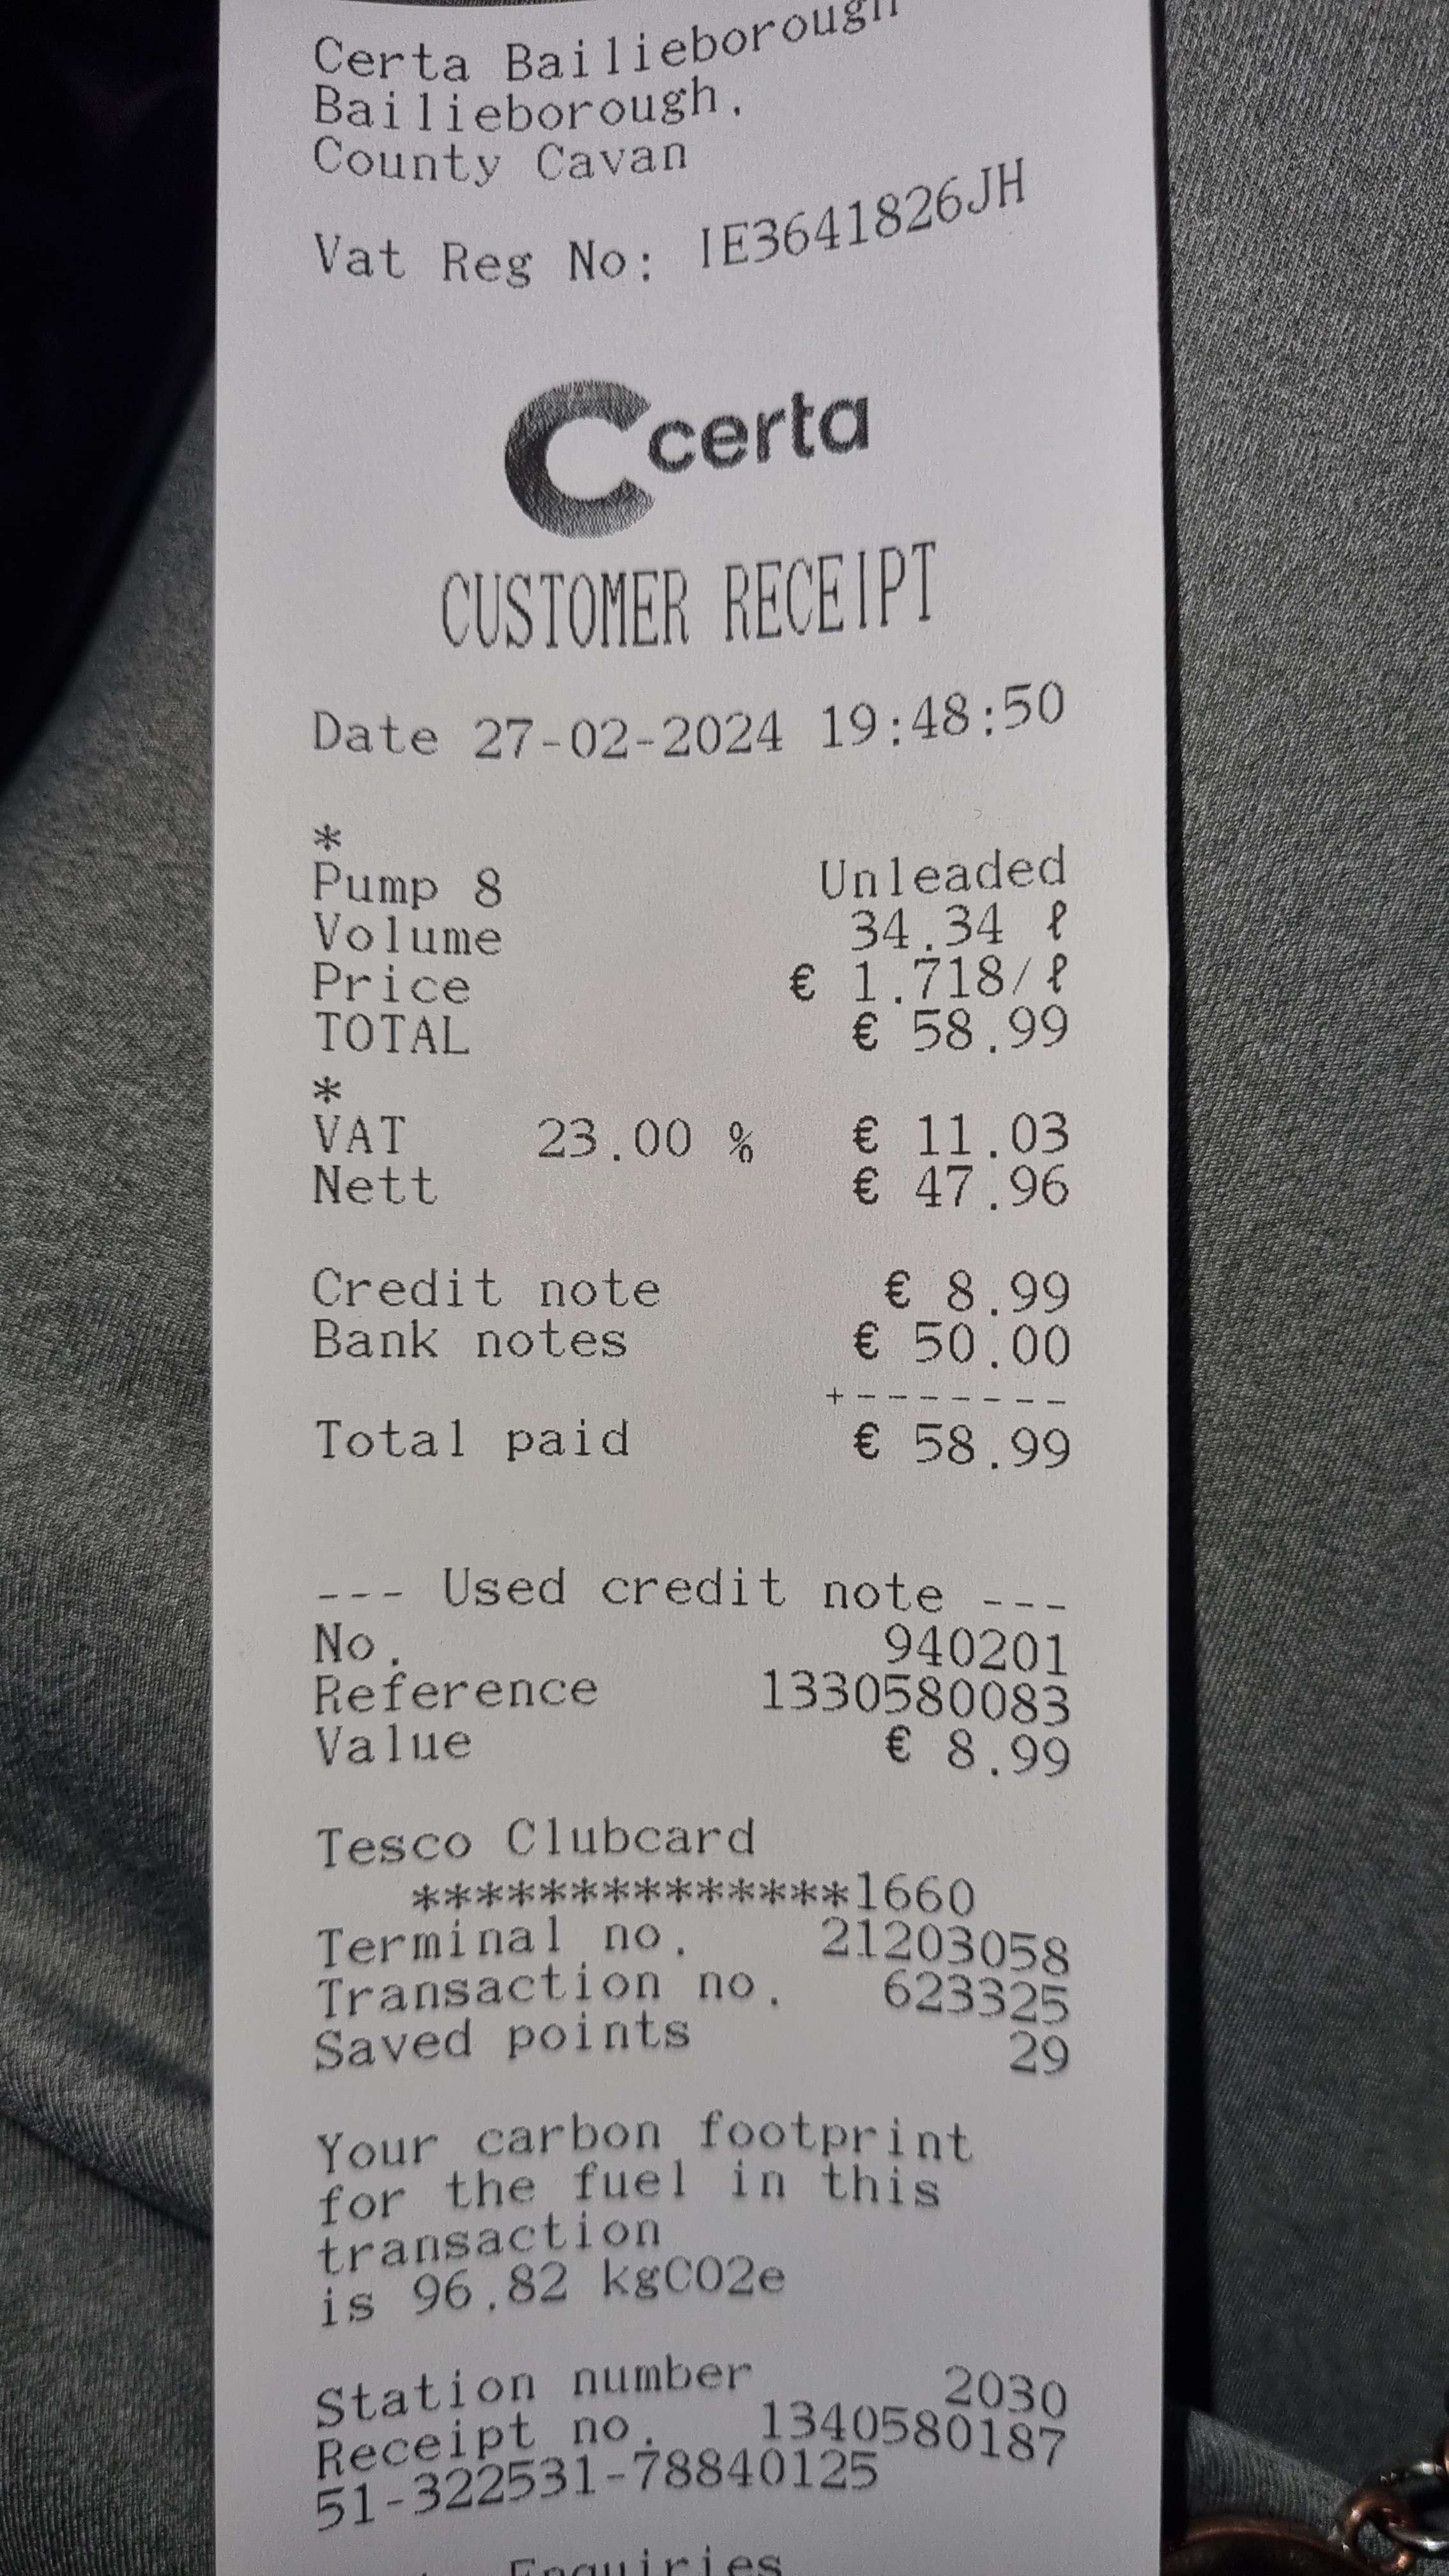 Certa Bailieborough
Bailieborough,
County Cavan
Vat Reg No: IE3641826JH
certa
CUSTOMER RECEIPT
Date 27-02-2024 19:48:50
*
Pump 8 Unleaded
Volume 34.34 ℓ
Price € 1.718/ℓ
TOTAL € 58.99
*
VAT 23.00 % € 11.03
Nett € 47.96
Credit note € 8.99
Bank notes € 50.00
+--------
Total paid € 58.99
--- Used credit note ---
No. 940201
Reference 1330580083
Value € 8.99
Tesco Clubcard
**************1660
Terminal no. 21203058
Transaction no. 623325
Saved points 29
Your carbon footprint
for the fuel in this
transaction
is 96.82 kgCO2e
Station number 2030
Receipt no. 1340580187
51-322531-78840125
Enquiries